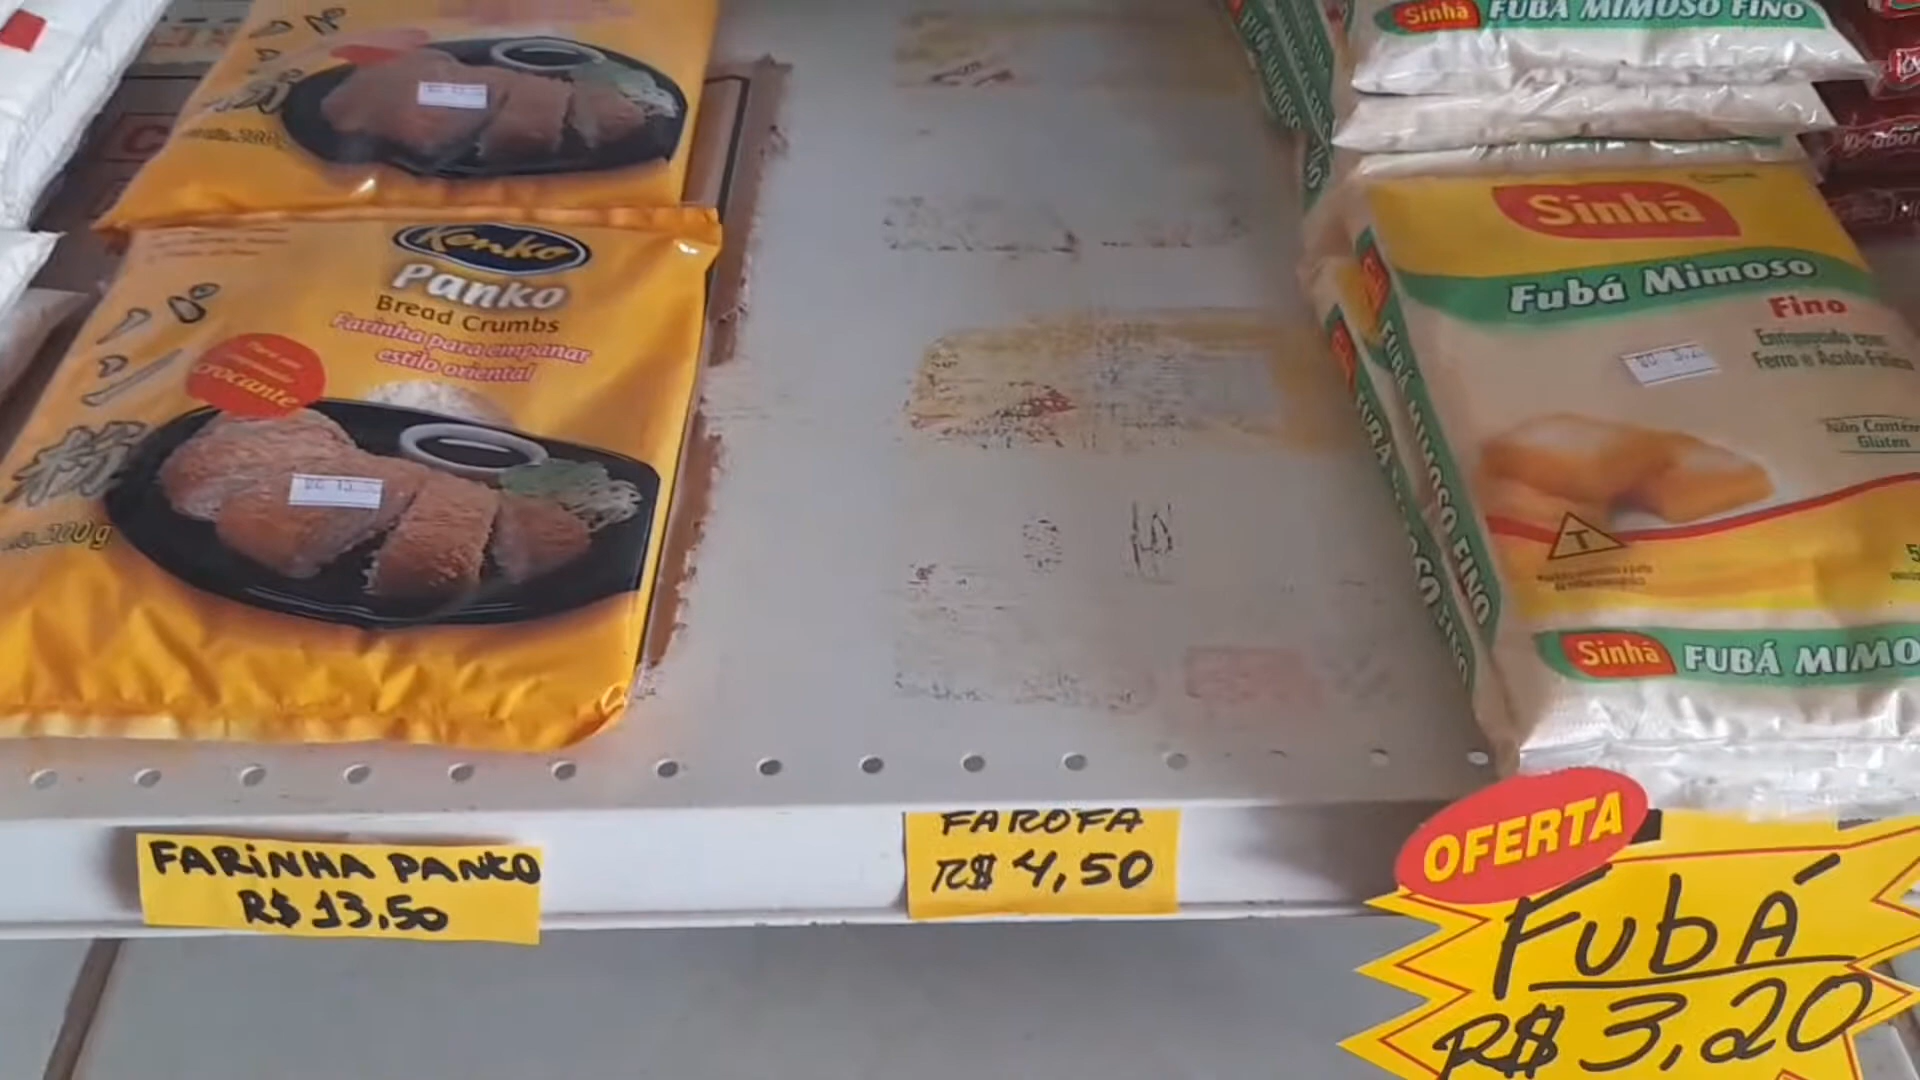 Kenko
Panko
Bread Crumbs
Farinha para empanar
estilo oriental
crocante
粉
200 g
FARINHA PANKO
R$ 13,50
FAROFA
R$ 4,50
Sinhá FUBÁ MIMOSO FINO
Sinhá
Fubá Mimoso
Fino
Enriquecido com
Ferro e Ácido Fólico
Não Contém
Glúten
T
Sinhá FUBÁ MIMO
FUBÁ MIMOSO FINO
OFERTA
FUBÁ
R$ 3,20